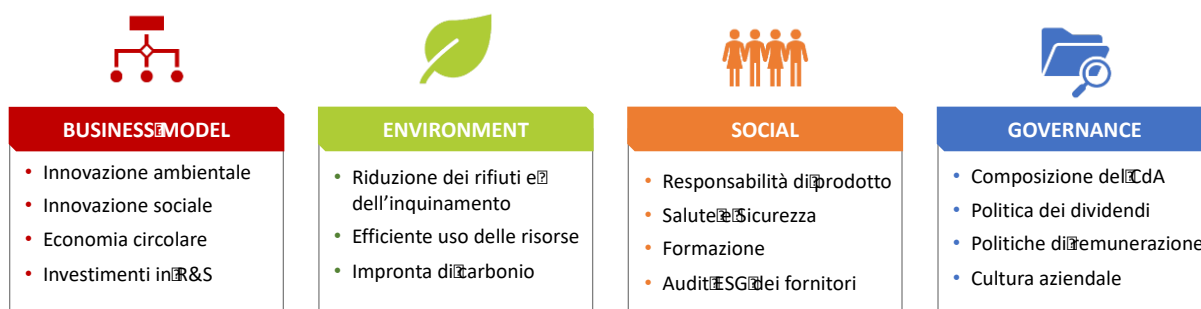 BUSINESS MODEL
Innovazione ambientale
Innovazione sociale
Economia circolare
Investimenti in R&S
ENVIRONMENT
Riduzione dei rifiuti e
dell’inquinamento
Efficiente uso delle risorse
Impronta di carbonio
SOCIAL
Responsabilità di prodotto
Salute e Sicurezza
Formazione
Audit ESG dei fornitori
GOVERNANCE
Composizione del CdA
Politica dei dividendi
Politiche di remunerazione
Cultura aziendale